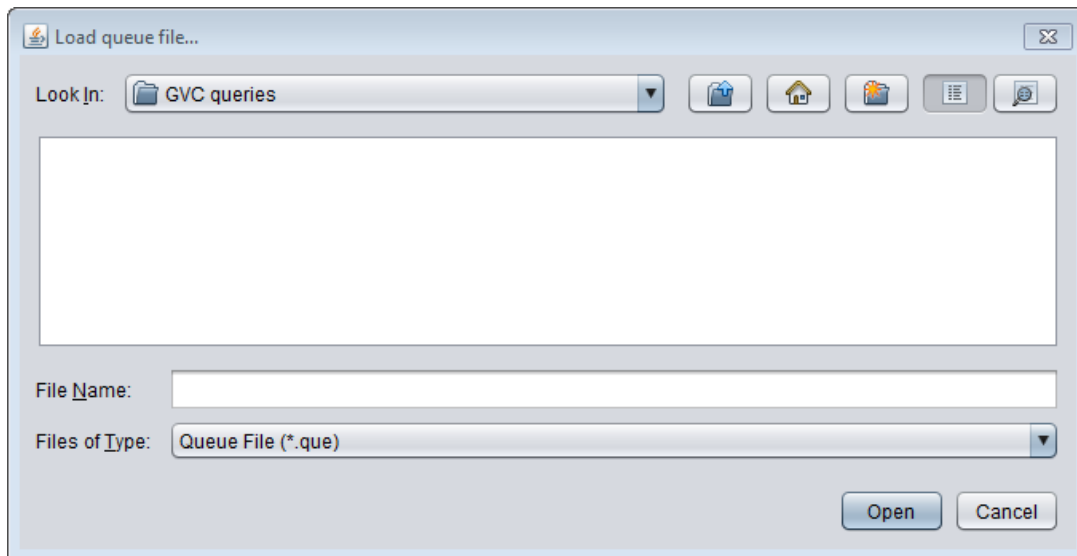 Load queue file...
Look In: GVC queries
File Name:
Files of Type: Queue File (*.que)
Open Cancel